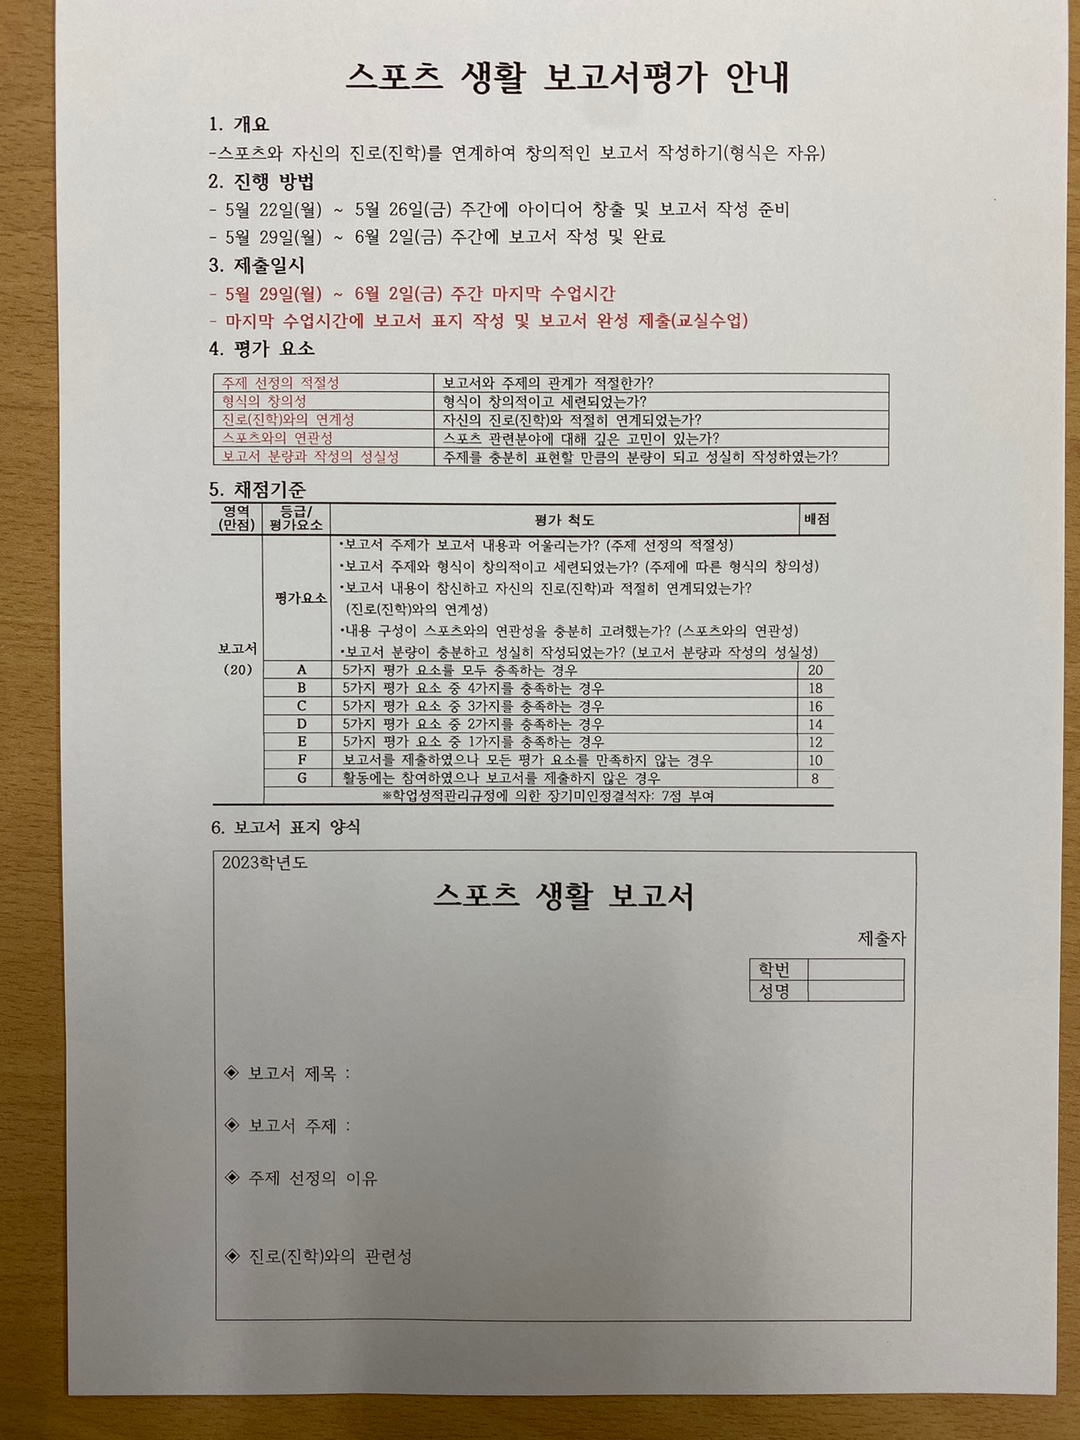 스포츠 생활 보고서평가 안내
1. 개요
-스포츠와 자신의 진로(진학)를 연계하여 창의적인 보고서 작성하기(형식은 자유)
2. 진행 방법
- 5월 22일(월) ~ 5월 26일(금) 주간에 아이디어 창출 및 보고서 작성 준비
- 5월 29일(월) ~ 6월 2일(금) 주간에 보고서 작성 및 완료
3. 제출일시
- 5월 29일(월) ~ 6월 2일(금) 주간 마지막 수업시간
- 마지막 수업시간에 보고서 표지 작성 및 보고서 완성 제출(교실수업)
4. 평가 요소
주제 선정의 적절성 보고서와 주제의 관계가 적절한가?
형식의 창의성 형식이 창의적이고 세련되었는가?
진로(진학)와의 연계성 자신의 진로(진학)와 적절히 연계되었는가?
스포츠와의 연관성 스포츠 관련분야에 대해 깊은 고민이 있는가?
보고서 분량과 작성의 성실성 주제를 충분히 표현할 만큼의 분량이 되고 성실히 작성하였는가?
5. 채점기준
영역 등급/
(만점) 평가요소 평가 척도 배점
•보고서 주제가 보고서 내용과 어울리는가? (주제 선정의 적절성)
•보고서 주제와 형식이 창의적이고 세련되었는가? (주제에 따른 형식의 창의성)
•보고서 내용이 참신하고 자신의 진로(진학)과 적절히 연계되었는가?
평가요소
(진로(진학)와의 연계성)
•내용 구성이 스포츠와의 연관성을 충분히 고려했는가? (스포츠와의 연관성)
•보고서 분량이 충분하고 성실히 작성되었는가? (보고서 분량과 작성의 성실성)
보고서
(20)
A 5가지 평가 요소를 모두 충족하는 경우 20
B 5가지 평가 요소 중 4가지를 충족하는 경우 18
C 5가지 평가 요소 중 3가지를 충족하는 경우 16
D 5가지 평가 요소 중 2가지를 충족하는 경우 14
E 5가지 평가 요소 중 1가지를 충족하는 경우 12
F 보고서를 제출하였으나 모든 평가 요소를 만족하지 않는 경우 10
G 활동에는 참여하였으나 보고서를 제출하지 않은 경우 8
※학업성적관리규정에 의한 장기미인정결석자: 7점 부여
6. 보고서 표지 양식
2023학년도
스포츠 생활 보고서
제출자
학번
성명
◈ 보고서 제목 :
◈ 보고서 주제 :
◈ 주제 선정의 이유
◈ 진로(진학)와의 관련성